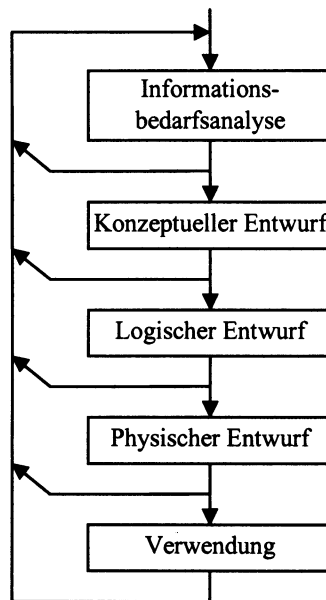 Informations-
bedarfsanalyse
Konzeptueller Entwurf
Logischer Entwurf
Physischer Entwurf
Verwendung